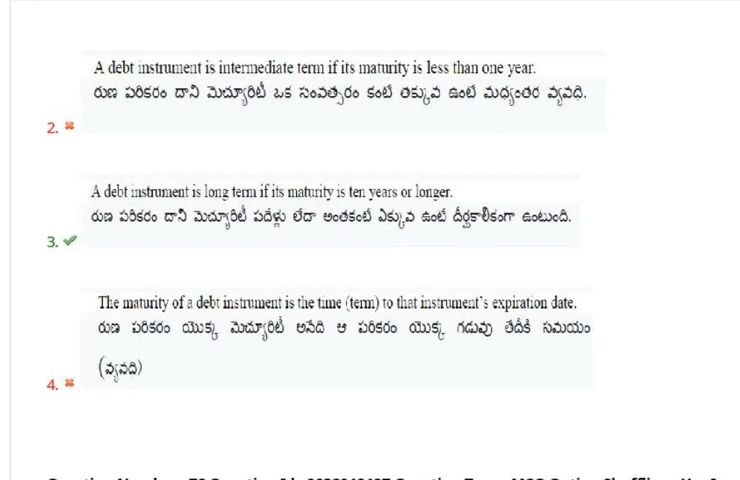 A debt instrument is intermediate term if its maturity is less than one year.
రుణ పరికరం దాని మెచ్యూరిటీ ఒక సంవత్సరం కంటే తక్కువ ఉంటే మధ్యంతర వ్యవధి.
2.
A debt instrument is long term if its maturity is ten years or longer.
రుణ పరికరం దాని మెచ్యూరిటీ పదేళ్లు లేదా అంతకంటే ఎక్కువ ఉంటే దీర్ఘకాలికంగా ఉంటుంది.
3.
The maturity of a debt instrument is the time (term) to that instrument's expiration date.
రుణ పరికరం యొక్క మెచ్యూరిటీ అనేది ఆ పరికరం యొక్క గడువు తేదీకి సమయం
(వ్యవది)
4.